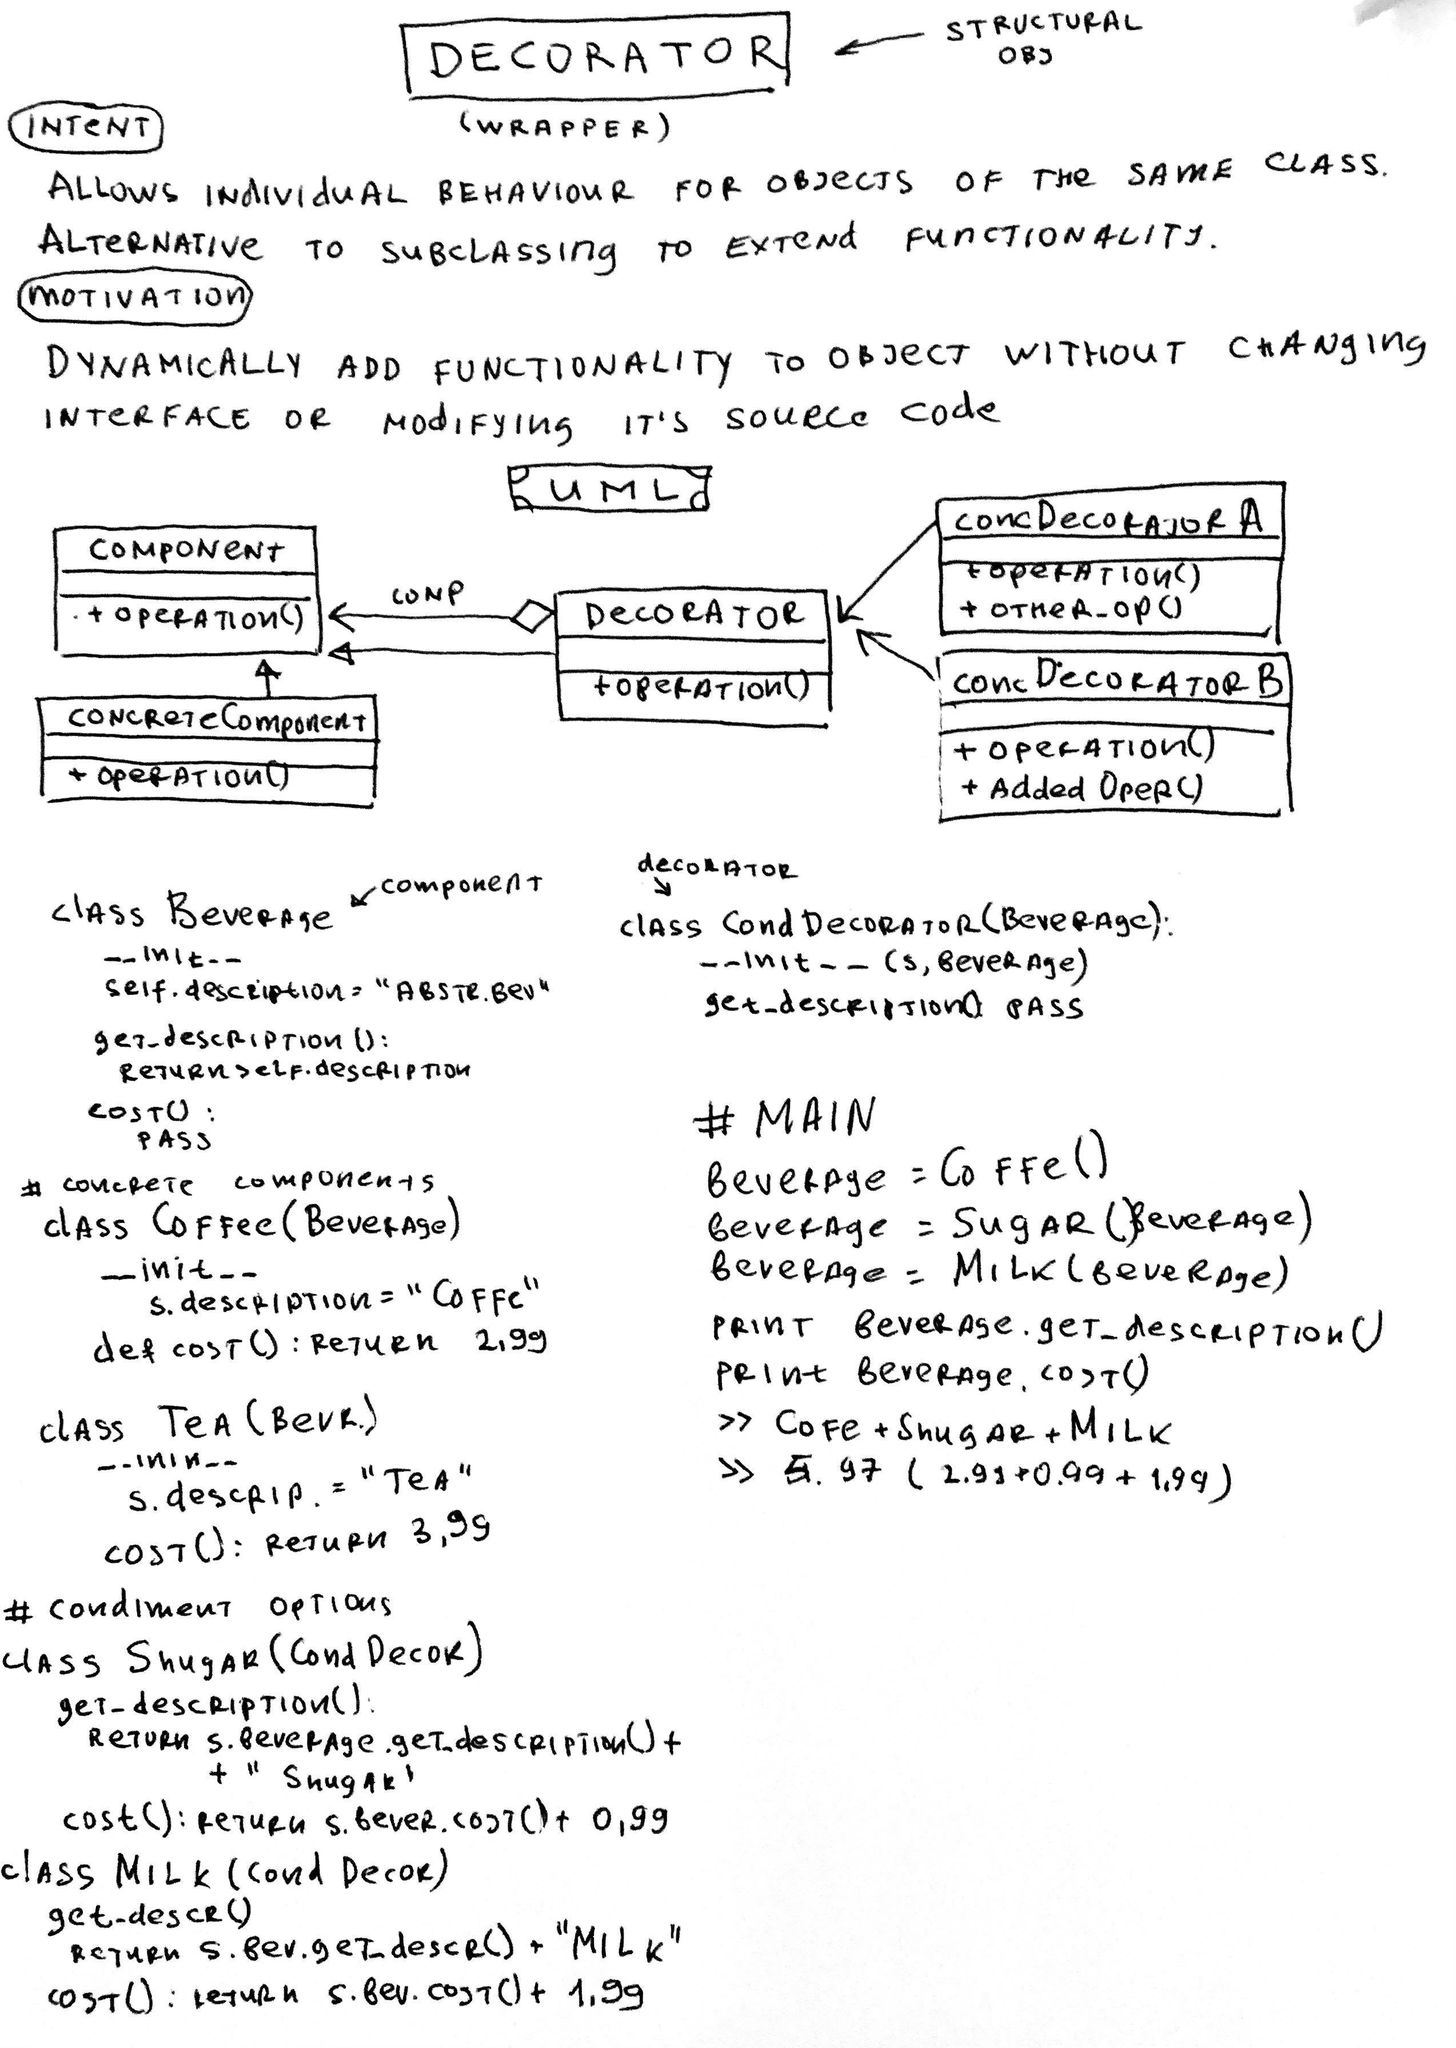 DECORATOR
STRUCTURAL
OBJ
(WRAPPER)
INTENT
ALLOWS INDIVIDUAL BEHAVIOUR FOR OBJECTS OF THE SAME CLASS.
ALTERNATIVE TO SUBCLASSING TO EXTEND FUNCTIONALITY.
MOTIVATION
DYNAMICALLY ADD FUNCTIONALITY TO OBJECT WITHOUT CHANGING
INTERFACE OR MODIFYING IT'S SOURCE CODE
UML
COMPONENT
+ OPERATION()
COMP
DECORATOR
+OPERATION()
CONCRETE COMPONENT
+ OPERATION()
CONCDECORATOR A
+OPERATION()
+ OTHER_OP()
CONC DECORATOR B
+ OPERATION()
+ Added OPER()
class Beverage
component
__init__
self.description = "ABSTR.Bev"
get_description():
RETURN self.description
COST():
PASS
# CONCRETE COMPONENTS
class Coffee(Beverage)
__init__
s.description = "Coffe"
def cost(): RETURN 2,99
class Tea (Bevr.)
__inin__
s.descrip. = "Tea"
COST(): RETURN 3,99
# condiment options
class Shugar(Cond Decor)
get_description():
RETURN s.Beverage.get_description() +
+ " Shugar'
cost(): RETURN s.Bever.cost() + 0,99
class MILK (Cond Decor)
get_descr()
RETURN s.Bev.get_descr() + "MILK"
COST(): RETURN s.Bev.cost() + 1,99
decorator
class Cond Decorator(Beverage):
__init__ (s, Beverage)
get_description() PASS
# MAIN
Beverage = Coffe()
Beverage = Sugar(Beverage)
Beverage = MILK(Beverage)
PRINT Beverage.get_description()
PRINT Beverage.cost()
>> Cofe + Shugar + MILK
>> 5.97 ( 2.99+0.99 + 1,99)